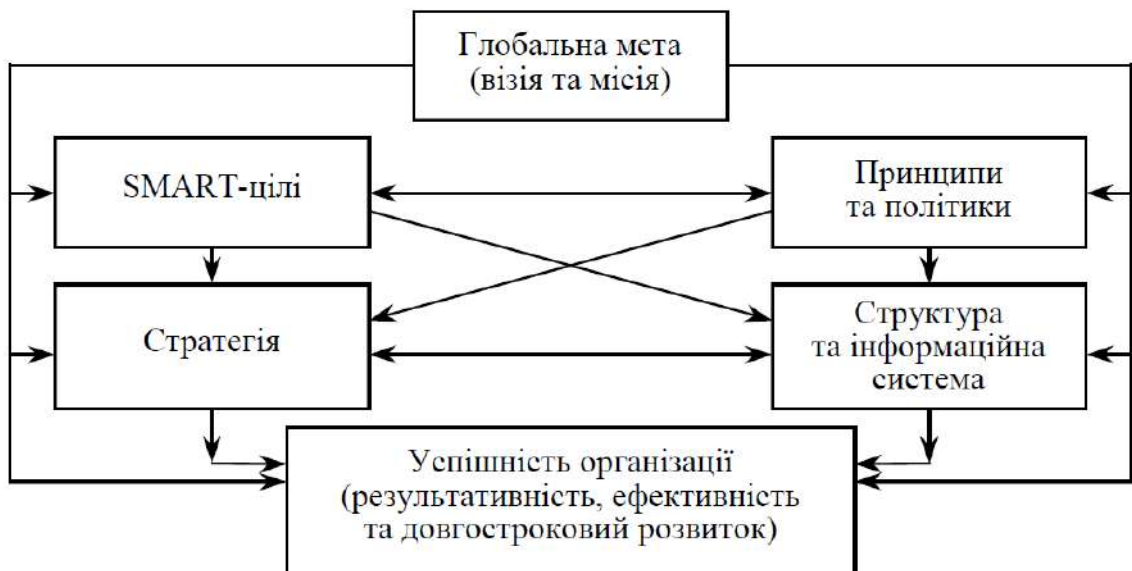 Глобальна мета
(візія та місія)
SMART-цілі
Принципи
та політики
Стратегія
Структура
та інформаційна
система
Успішність організації
(результативність, ефективність
та довгостроковий розвиток)